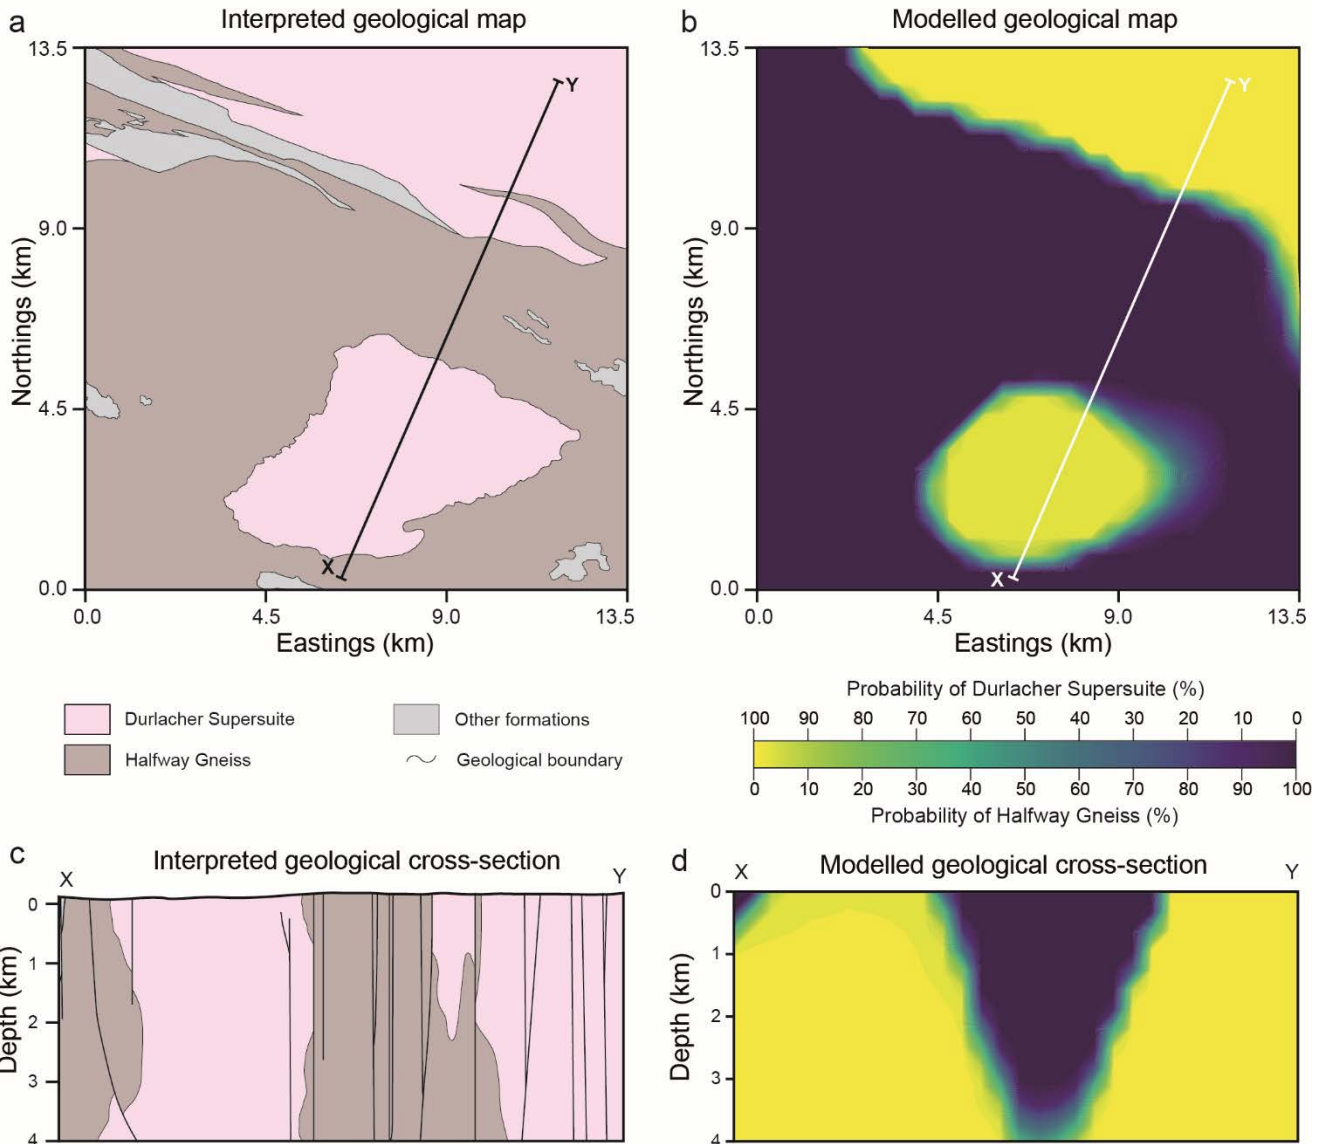 a
Interpreted geological map
13.5
9.0
4.5
0.0
Northings (km)
X
Y
0.0
4.5
9.0
13.5
Eastings (km)
b
Modelled geological map
13.5
9.0
4.5
0.0
Northings (km)
X
Y
0.0
4.5
9.0
13.5
Eastings (km)
Durlacher Supersuite
Halfway Gneiss
Other formations
Geological boundary
Probability of Durlacher Supersuite (%)
100 90 80 70 60 50 40 30 20 10 0
0 10 20 30 40 50 60 70 80 90 100
Probability of Halfway Gneiss (%)
c
Interpreted geological cross-section
X
Y
0
1
2
3
4
Depth (km)
d
Modelled geological cross-section
X
Y
0
1
2
3
4
Depth (km)